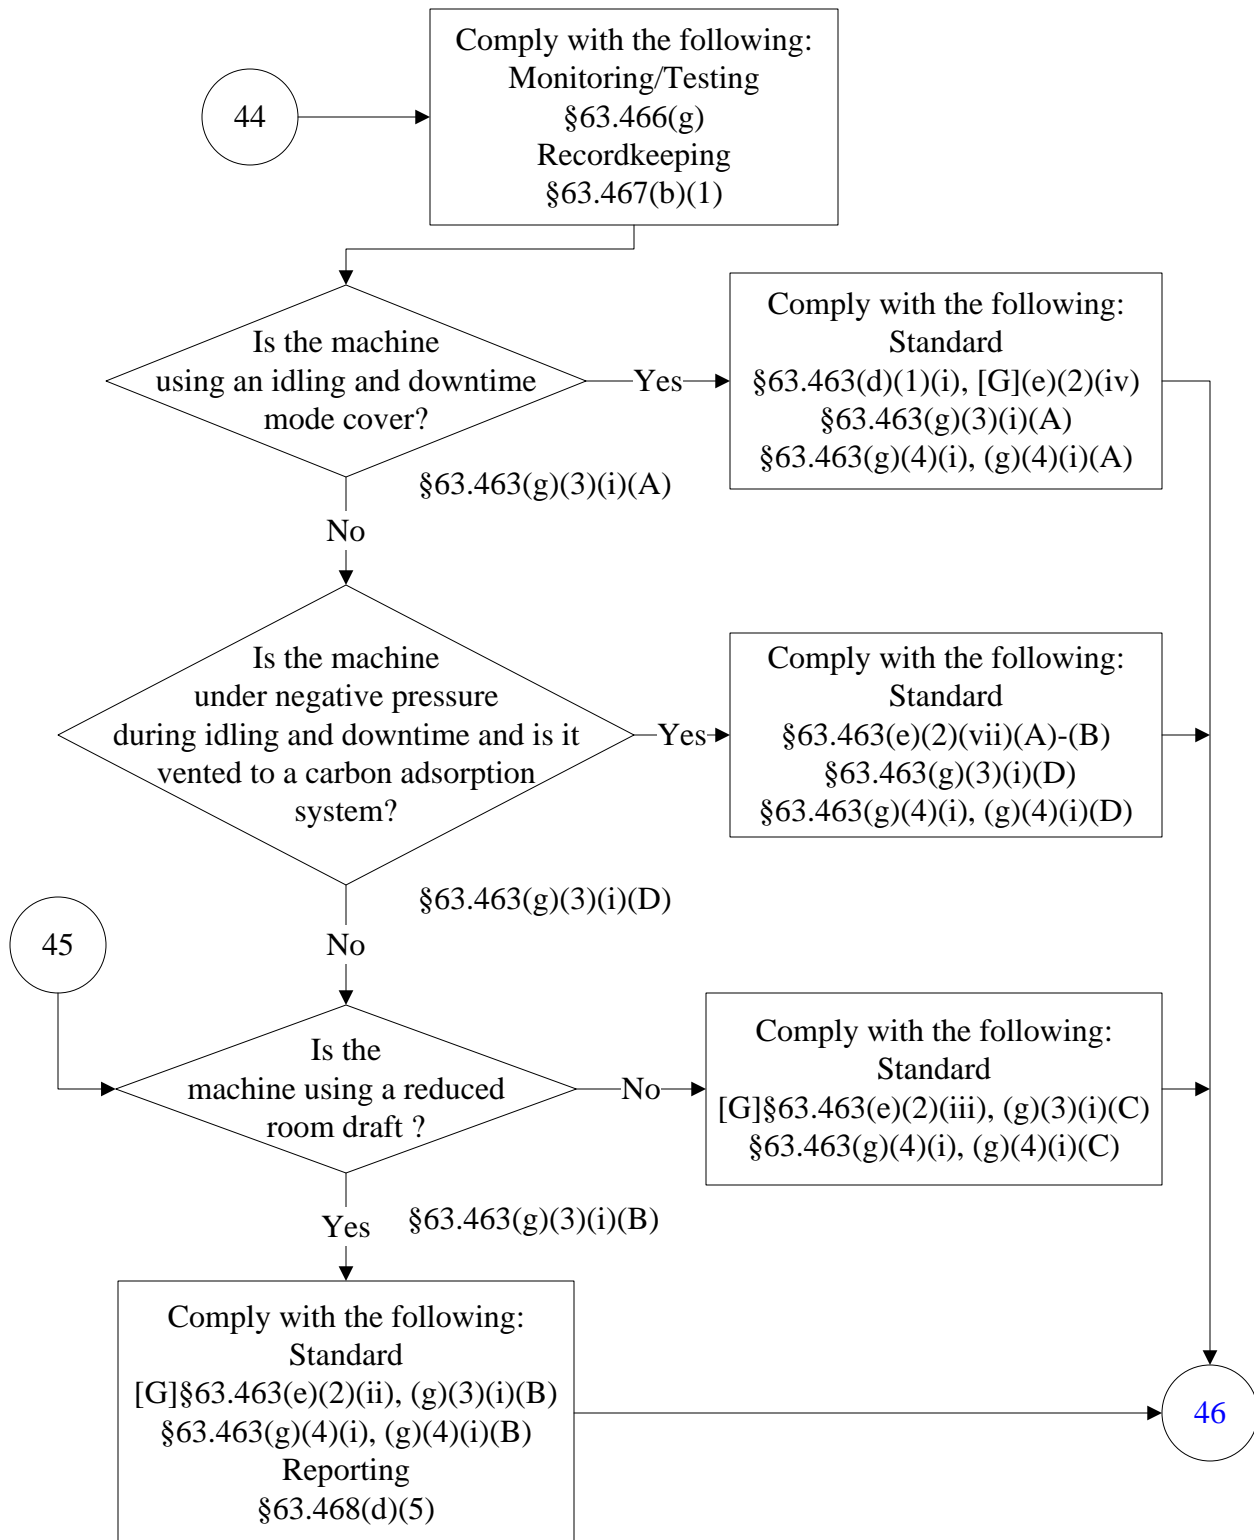 Comply with the following:
Monitoring/Testing
§63.466(g)
Recordkeeping
§63.467(b)(1)
44
Is the machine
using an idling and downtime
mode cover?
Yes
Comply with the following:
Standard
§63.463(d)(1)(i), [G](e)(2)(iv)
§63.463(g)(3)(i)(A)
§63.463(g)(4)(i), (g)(4)(i)(A)
§63.463(g)(3)(i)(A)
No
Is the machine
under negative pressure
during idling and downtime and is it
vented to a carbon adsorption
system?
Yes
Comply with the following:
Standard
§63.463(e)(2)(vii)(A)-(B)
§63.463(g)(3)(i)(D)
§63.463(g)(4)(i), (g)(4)(i)(D)
§63.463(g)(3)(i)(D)
No
45
Is the
machine using a reduced
room draft ?
No
Comply with the following:
Standard
[G]§63.463(e)(2)(iii), (g)(3)(i)(C)
§63.463(g)(4)(i), (g)(4)(i)(C)
Yes
§63.463(g)(3)(i)(B)
Comply with the following:
Standard
[G]§63.463(e)(2)(ii), (g)(3)(i)(B)
§63.463(g)(4)(i), (g)(4)(i)(B)
Reporting
§63.468(d)(5)
46